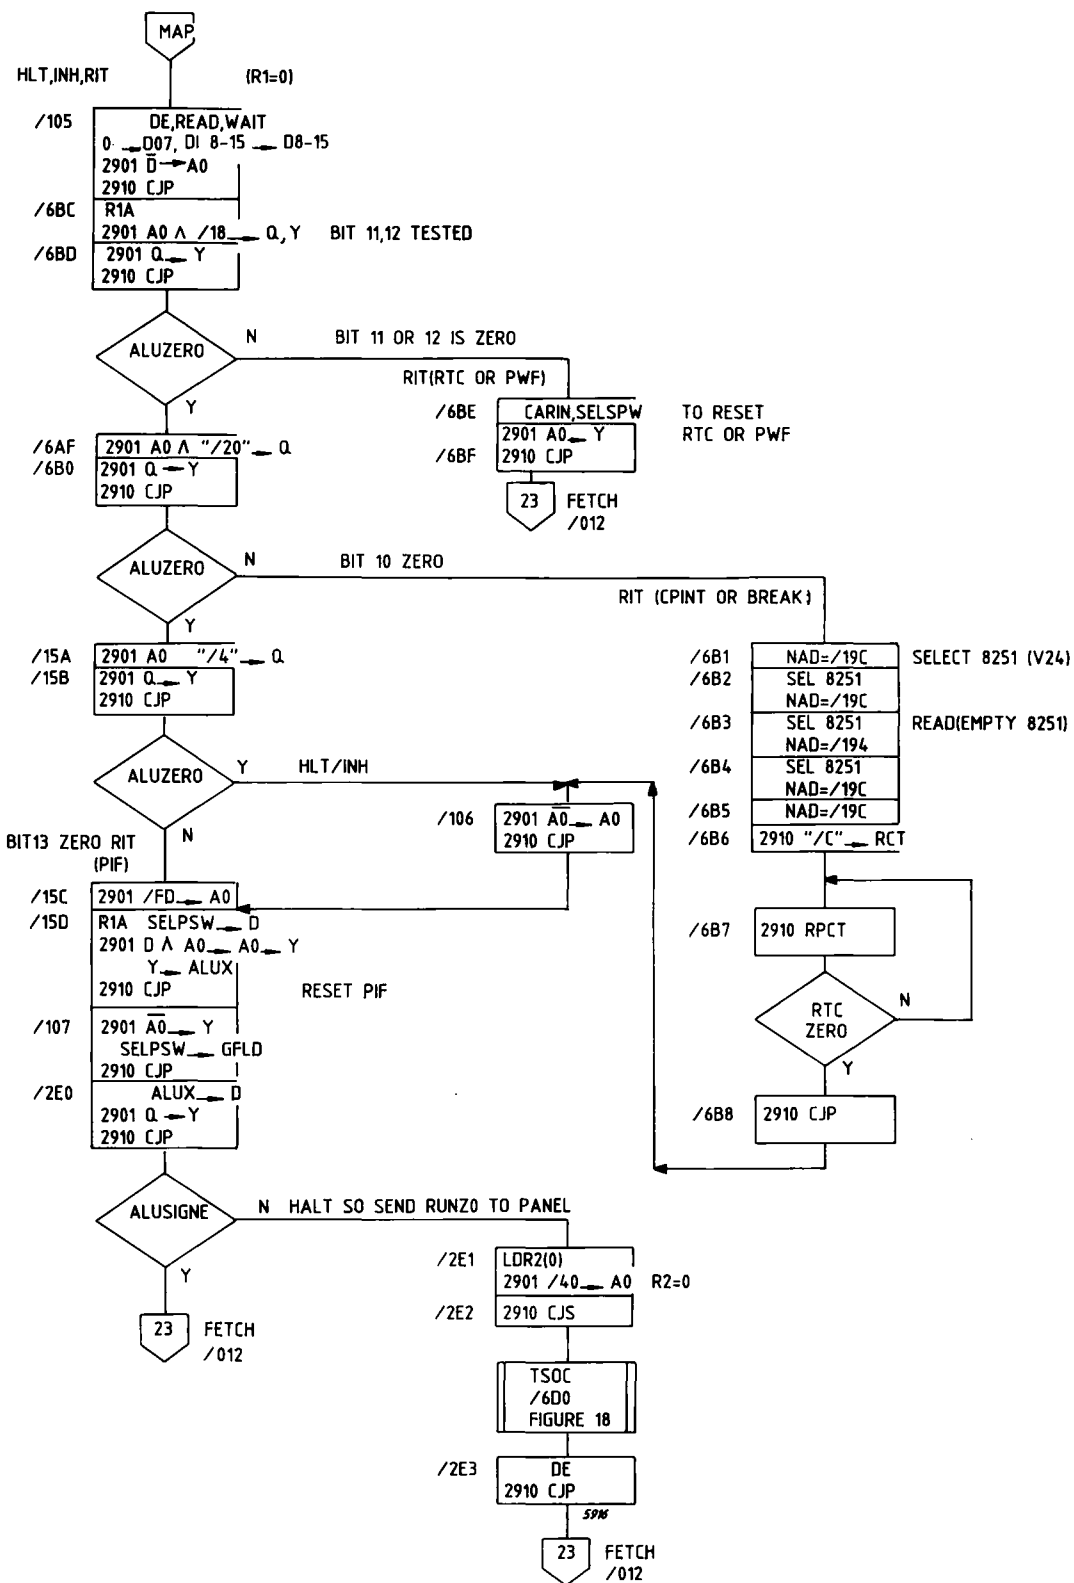 MAP
HLT,INH,RIT (R1=0)
/105 DE,READ,WAIT
0 → D07, DI 8-15 → D8-15
2901 D̅ → A0
2910 CJP
/6BC R1A
2901 A0 ∧ /18 → Q, Y BIT 11,12 TESTED
/6BD 2901 Q → Y
2910 CJP
ALUZERO
N BIT 11 OR 12 IS ZERO
RIT(RTC OR PWF)
Y
/6BE CARIN,SELSPW TO RESET
2901 A0 → Y RTC OR PWF
/6BF 2910 CJP
23 FETCH
/012
/6AF 2901 A0 ∧ "/20" → Q
/6B0 2901 Q → Y
2910 CJP
ALUZERO
N BIT 10 ZERO
RIT (CPINT OR BREAK)
Y
/15A 2901 A0 "/4" → Q
/15B 2901 Q → Y
2910 CJP
/6B1 NAD=/19C SELECT 8251 (V24)
/6B2 SEL 8251
NAD=/19C
/6B3 SEL 8251 READ(EMPTY 8251)
NAD=/194
/6B4 SEL 8251
NAD=/19C
/6B5 NAD=/19C
/6B6 2910 "/C" → RCT
ALUZERO
Y HLT/INH
N
/106 2901 A̅0̅ → A0
2910 CJP
BIT13 ZERO RIT
(PIF)
/15C 2901 /FD → A0
/15D R1A SELPSW → D
2901 D ∧ A0 → A0 → Y
Y → ALUX
2910 CJP RESET PIF
/6B7 2910 RPCT
RTC
ZERO
N
Y
/107 2901 A̅0̅ → Y
SELPSW → GFLD
2910 CJP
/2E0 ALUX → D
2901 Q → Y
2910 CJP
/6B8 2910 CJP
ALUSIGNE
N HALT SO SEND RUNZ0 TO PANEL
Y
23 FETCH
/012
/2E1 LDR2(0)
2901 /40 → A0 R2=0
/2E2 2910 CJS
TSOC
/6D0
FIGURE 18
/2E3 DE
2910 CJP
5916
23 FETCH
/012